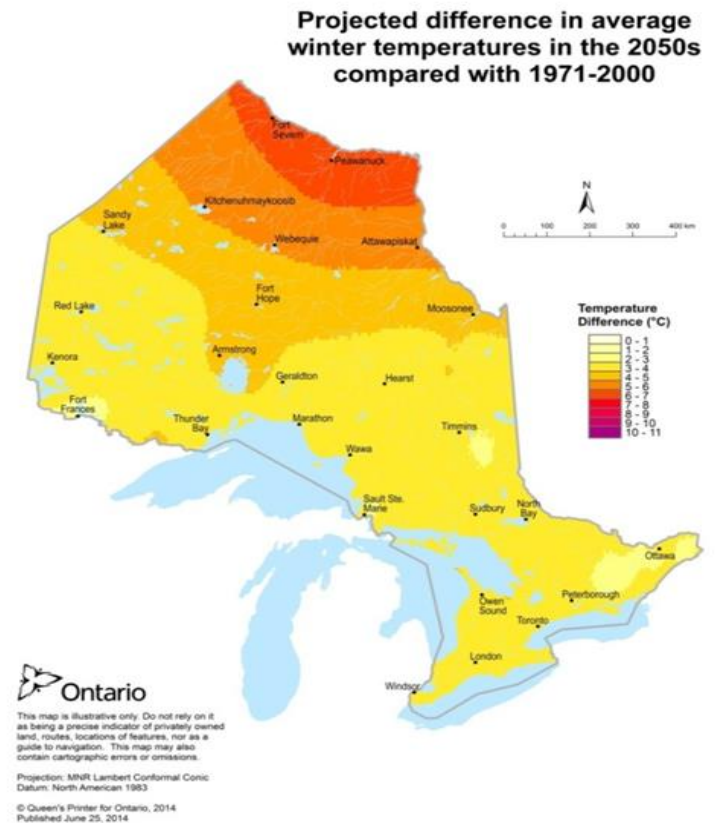 Projected difference in average
winter temperatures in the 2050s
compared with 1971-2000
Fort
Severn
Peawanuck
Kitchenuhmaykoosib
Sandy
Lake
Webequie
Attawapiskat
N
0 100 200 400 km
Fort
Hope
Red Lake
Moosonee
Temperature
Difference (°C)
0 - 1
1 - 2
2 - 3
3 - 4
4 - 5
5 - 6
6 - 7
7 - 8
8 - 9
9 - 10
10 - 11
Armstrong
Kenora
Geraldton
Hearst
Fort
Frances
Thunder
Bay
Marathon
Timmins
Wawa
Sault Ste.
Marie
Sudbury
North
Bay
Ottawa
Owen
Sound
Peterborough
Toronto
London
Windsor
Ontario
This map is illustrative only. Do not rely on it
as being a precise indicator of privately owned
land, routes, locations of features, nor as a
guide to navigation. This map may also
contain cartographic errors or omissions.
Projection: MNR Lambert Conformal Conic
Datum: North American 1983
© Queen's Printer for Ontario, 2014
Published June 25, 2014